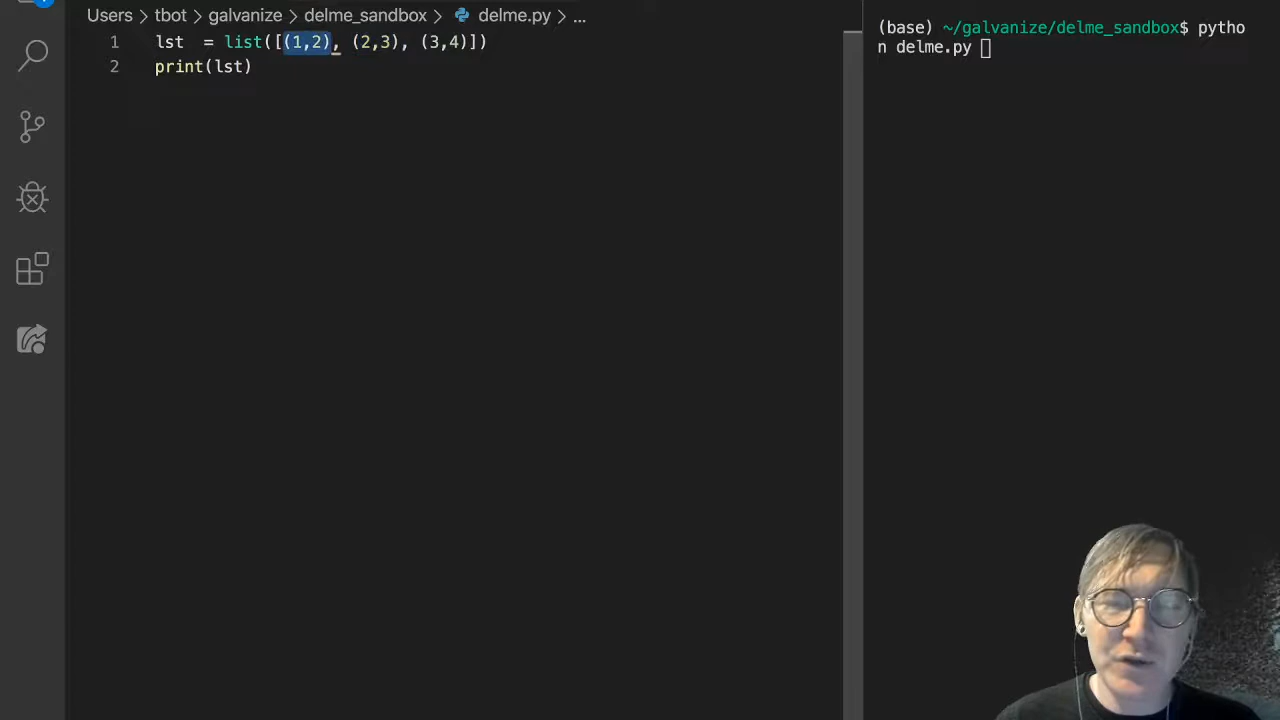 Users > tbot > galvanize > delme_sandbox > delme.py > ...
1 lst  = list([(1,2), (2,3), (3,4)])
2 print(lst)
(base) ~/galvanize/delme_sandbox$ pytho
n delme.py